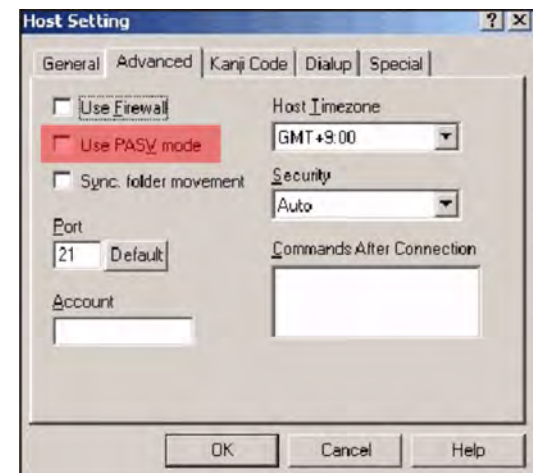 Host Setting
General Advanced Kanji Code Dialup Special
Use Firewall
Use PASV mode
Sync. folder movement
Port
21 Default
Account
Host Timezone
GMT+9:00
Security
Auto
Commands After Connection
OK Cancel Help